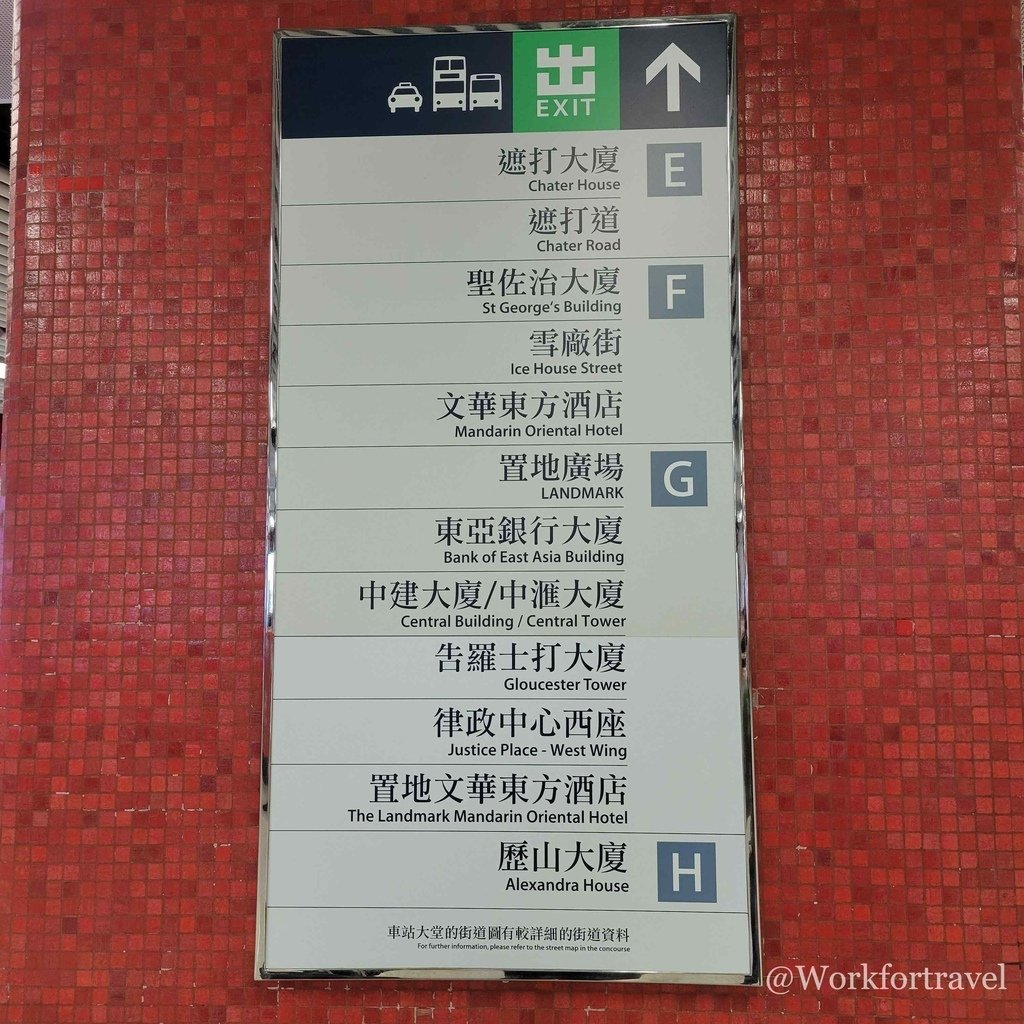 出
EXIT
遮打大廈
Chater House
E
遮打道
Chater Road
聖佐治大廈
St George's Building
F
雪廠街
Ice House Street
文華東方酒店
Mandarin Oriental Hotel
置地廣場
LANDMARK
G
東亞銀行大廈
Bank of East Asia Building
中建大廈/中滙大廈
Central Building / Central Tower
告羅士打大廈
Gloucester Tower
律政中心西座
Justice Place - West Wing
置地文華東方酒店
The Landmark Mandarin Oriental Hotel
歷山大廈
Alexandra House
H
車站大堂的街道圖有較詳細的街道資料
For further information, please refer to the street map in the concourse
@Workfortravel